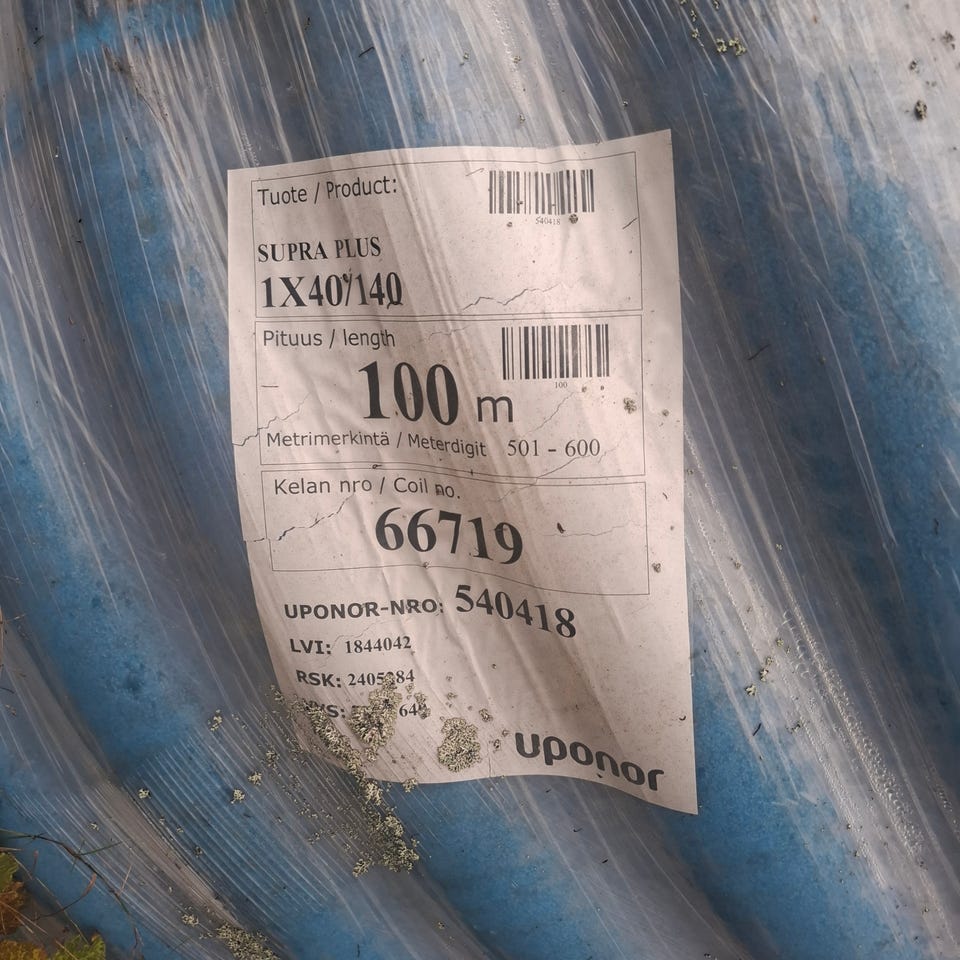 Tuote / Product:
540418
SUPRA PLUS
1X40/140
Pituus / length
100
100 m
Metrimerkintä / Meterdigit 501 - 600
Kelan nro / Coil no.
66719
UPONOR-NRO: 540418
LVI: 1844042
RSK:
uponor